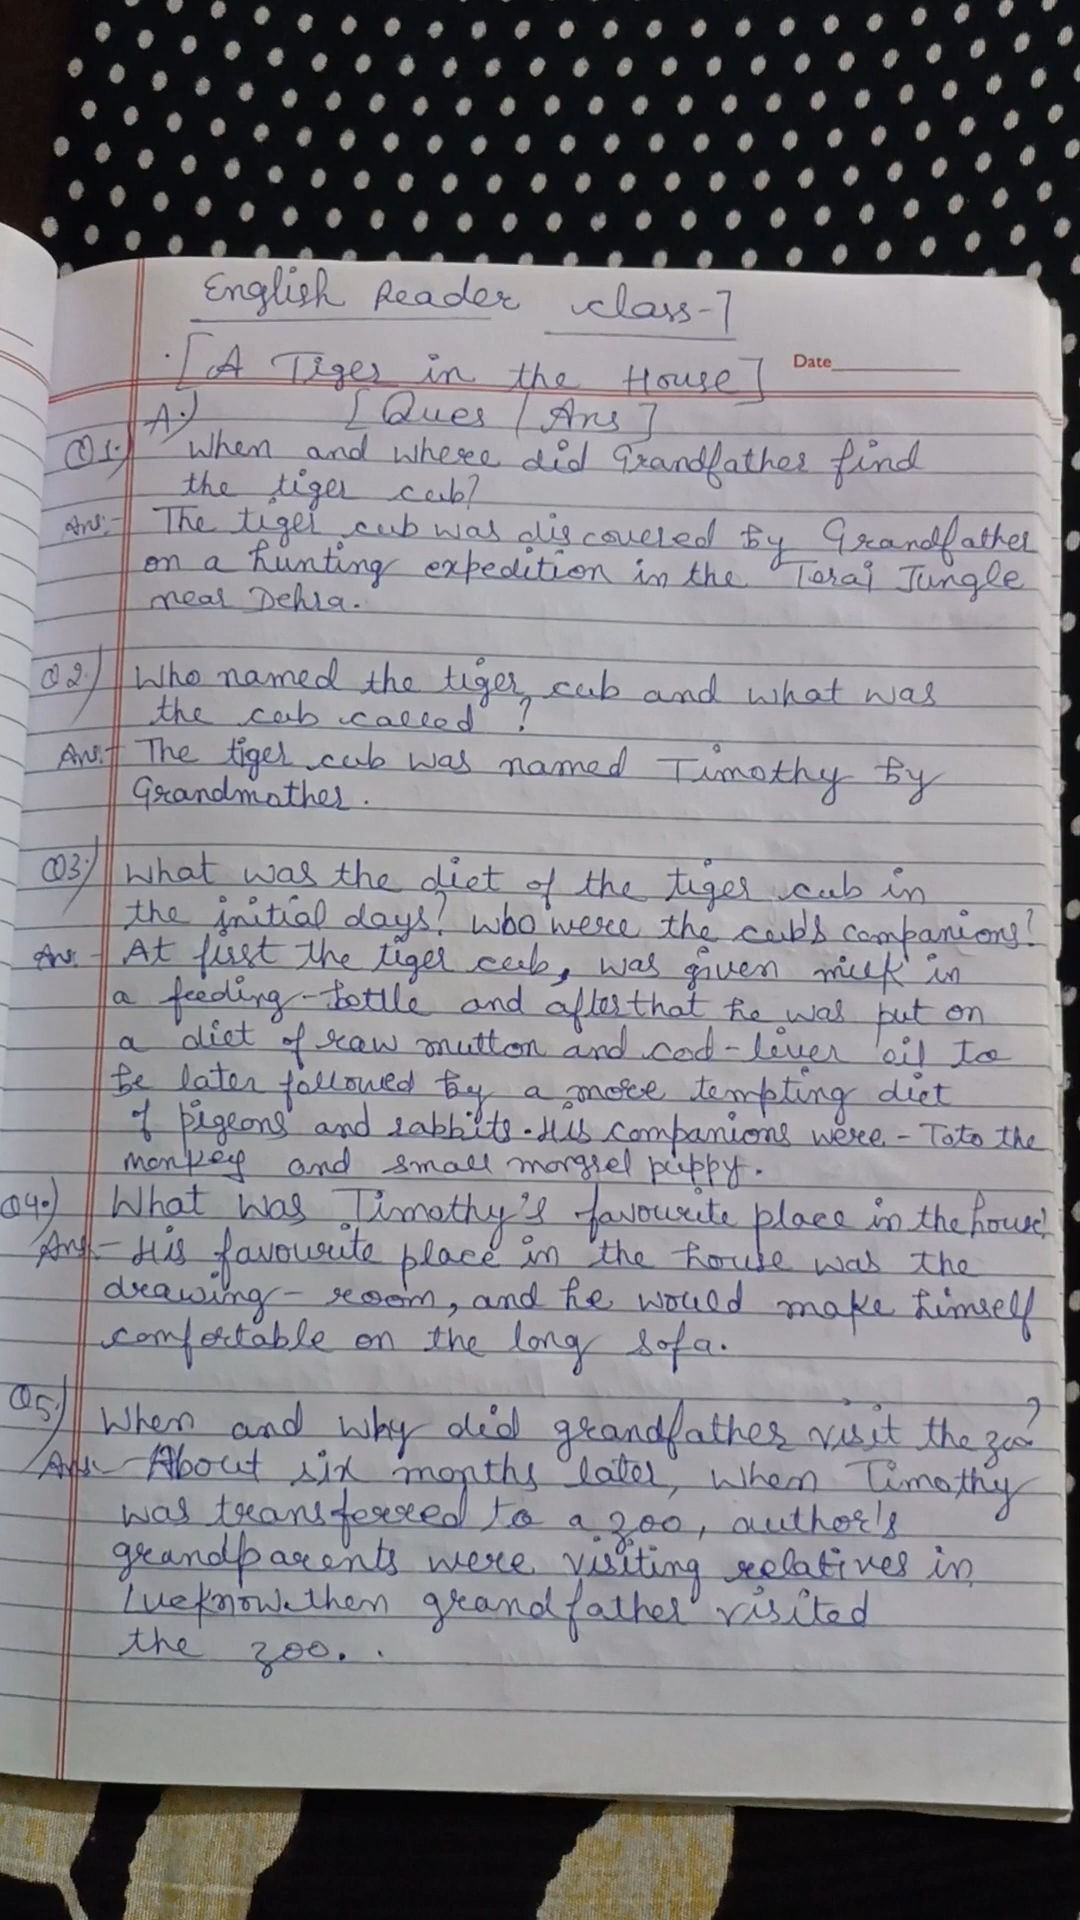 English Reader class-7
[A Tiger in the House]
Date
A.) [Ques / Ans]
Q1.) When and where did Grandfather find
the tiger cub?
Ans:- The tiger cub was discovered by Grandfather
on a hunting expedition in the Terai Jungle
near Dehra.
Q2.) Who named the tiger cub and what was
the cub called ?
Ans:- The tiger cub was named Timothy by
Grandmother.
Q3.) What was the diet of the tiger cub in
the initial days? Who were the cub's companions?
Ans:- At first the tiger cub, was given milk in
a feeding-bottle and after that he was put on
a diet of raw mutton and cod-liver oil to
be later followed by a more tempting diet
of pigeons and rabbits. His companions were - Toto the
monkey and small mongrel puppy.
Q4.) What was Timothy's favourite place in the house?
Ans:- His favourite place in the house was the
drawing-room, and he would make himself
comfortable on the long sofa.
Q5.) When and why did grandfather visit the zoo?
Ans:- About six months later, when Timothy
was transferred to a zoo, author's
grandparents were visiting relatives in
Lucknow.then grandfather visited
the zoo..